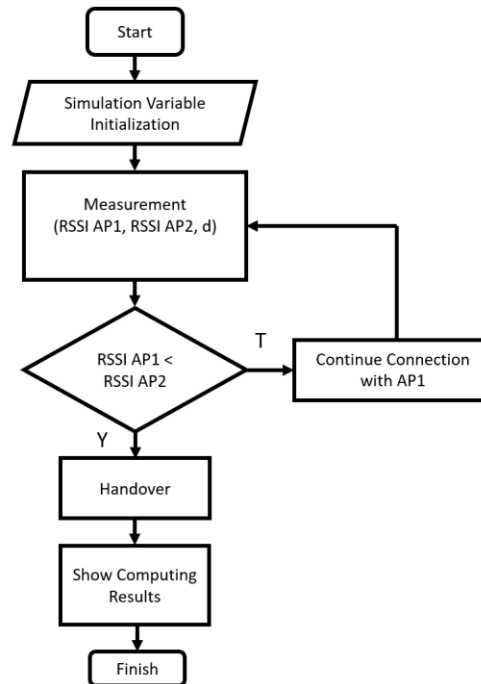 Start
Simulation Variable
Initialization
Measurement
(RSSI AP1, RSSI AP2, d)
RSSI AP1 <
RSSI AP2
T
Continue Connection
with AP1
Y
Handover
Show Computing
Results
Finish